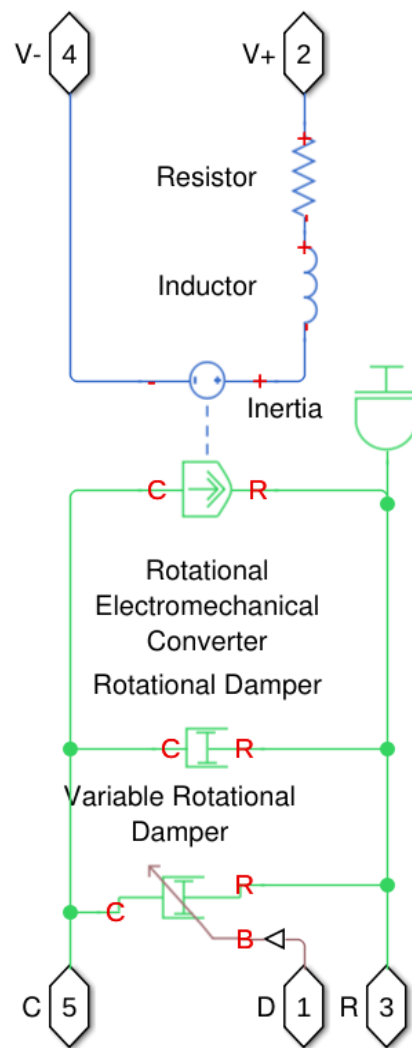 V- 4 V+ 2
+
Resistor
-
+
Inductor
-
- - + +
Inertia
C R
Rotational
Electromechanical
Converter
Rotational Damper
C R
Variable Rotational
Damper
R
C
B
C 5 D 1 R 3